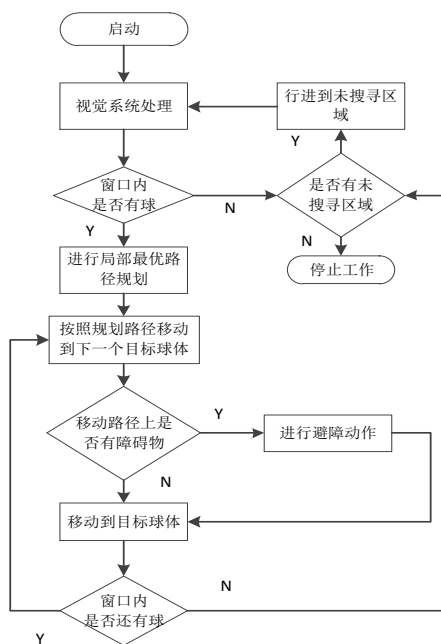 启动
视觉系统处理
行进到未搜寻区
域
Y
窗口内
是否有球
N
是否有未
搜寻区域
Y
N
进行局部最优路
径规划
停止工作
按照规划路径移动
到下一个目标球体
移动路径上是
否有障碍物
Y
进行避障动作
N
移动到目标球体
窗口内
是否还有球
N
Y